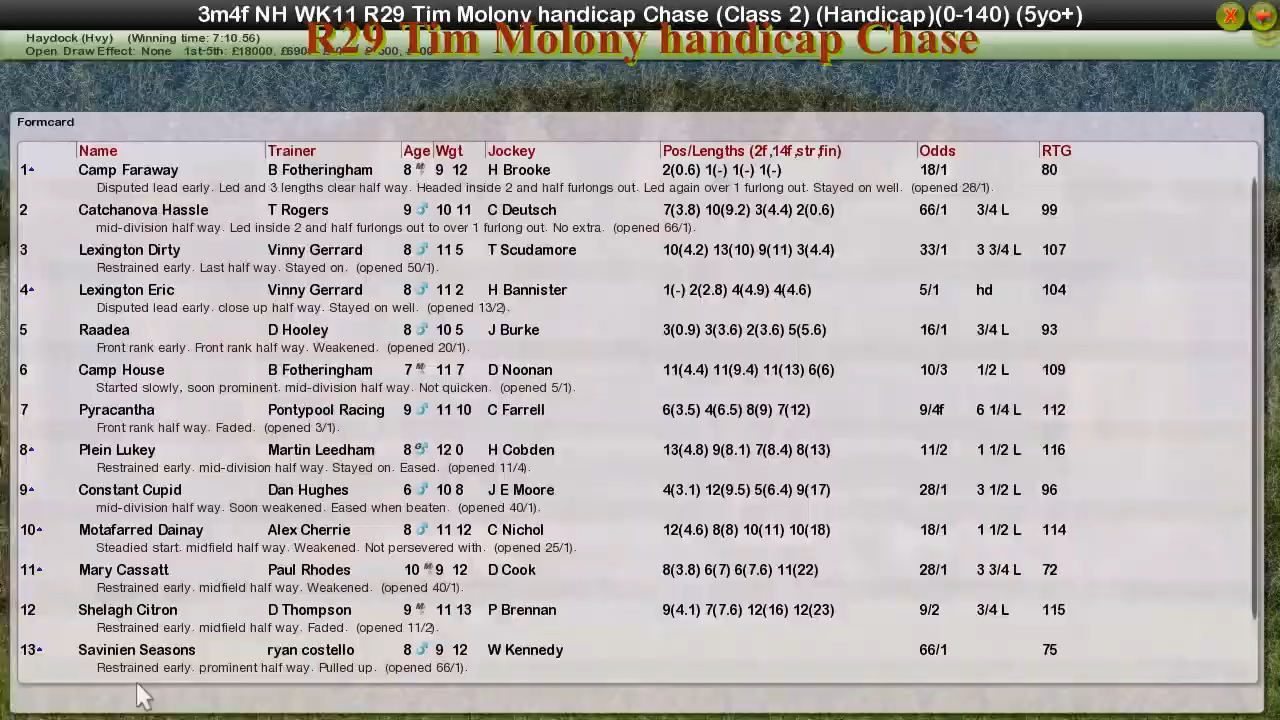 3m4f NH WK11 R29 Tim Molony handicap Chase (Class 2) (Handicap)(0-140) (5yo+)
R29 Tim Molony handicap Chase
Haydock (Hvy) (Winning time: 7:10.56)
Open. Draw Effect: None 1st-5th: £18000,
Formcard
Name Trainer Age Wgt Jockey Pos/Lengths (2f,14f,str,fin) Odds RTG
1 Camp Faraway B Fotheringham 8 9 12 H Brooke 2(0.6) 1(-) 1(-) 1(-) 18/1 80
Disputed lead early. Led and 3 lengths clear half way. Headed inside 2 and half furlongs out. Led again over 1 furlong out. Stayed on well. (opened 28/1).
2 Catchanova Hassle T Rogers 9 10 11 C Deutsch 7(3.8) 10(9.2) 3(4.4) 2(0.6) 66/1 3/4 L 99
mid-division half way. Led inside 2 and half furlongs out to over 1 furlong out. No extra. (opened 66/1).
3 Lexington Dirty Vinny Gerrard 8 11 5 T Scudamore 10(4.2) 13(10) 9(11) 3(4.4) 33/1 3 3/4 L 107
Restrained early. Last half way. Stayed on. (opened 50/1).
4 Lexington Eric Vinny Gerrard 8 11 2 H Bannister 1(-) 2(2.8) 4(4.9) 4(4.6) 5/1 hd 104
Disputed lead early. close up half way. Stayed on well. (opened 13/2).
5 Raadea D Hooley 8 10 5 J Burke 3(0.9) 3(3.6) 2(3.6) 5(5.6) 16/1 3/4 L 93
Front rank early. Front rank half way. Weakened. (opened 20/1).
6 Camp House B Fotheringham 7 11 7 D Noonan 11(4.4) 11(9.4) 11(13) 6(6) 10/3 1/2 L 109
Started slowly, soon prominent. mid-division half way. Not quicken. (opened 5/1).
7 Pyracantha Pontypool Racing 9 11 10 C Farrell 6(3.5) 4(6.5) 8(9) 7(12) 9/4f 6 1/4 L 112
Front rank half way. Faded. (opened 3/1).
8 Plein Lukey Martin Leedham 8 12 0 H Cobden 13(4.8) 9(8.1) 7(8.4) 8(13) 11/2 1 1/2 L 116
Restrained early. mid-division half way. Stayed on. Eased. (opened 11/4).
9 Constant Cupid Dan Hughes 6 10 8 J E Moore 4(3.1) 12(9.5) 5(6.4) 9(17) 28/1 3 1/2 L 96
mid-division half way. Soon weakened. Eased when beaten. (opened 40/1).
10 Motafarred Dainay Alex Cherrie 8 11 12 C Nichol 12(4.6) 8(8) 10(11) 10(18) 18/1 1 1/2 L 114
Steadied start. midfield half way. Weakened. Not persevered with. (opened 25/1).
11 Mary Cassatt Paul Rhodes 10 9 12 D Cook 8(3.8) 6(7) 6(7.6) 11(22) 28/1 3 3/4 L 72
Restrained early. midfield half way. Weakened. (opened 40/1).
12 Shelagh Citron D Thompson 9 11 13 P Brennan 9(4.1) 7(7.6) 12(16) 12(23) 9/2 3/4 L 115
Restrained early. midfield half way. Faded. (opened 11/2).
13 Savinien Seasons ryan costello 8 9 12 W Kennedy 66/1 75
Restrained early. prominent half way. Pulled up. (opened 66/1).